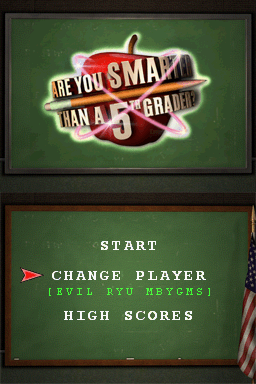 ARE YOU SMARTER
THAN A 5TH GRADER?
START
CHANGE PLAYER
[EVIL RYU MBYGMS]
HIGH SCORES